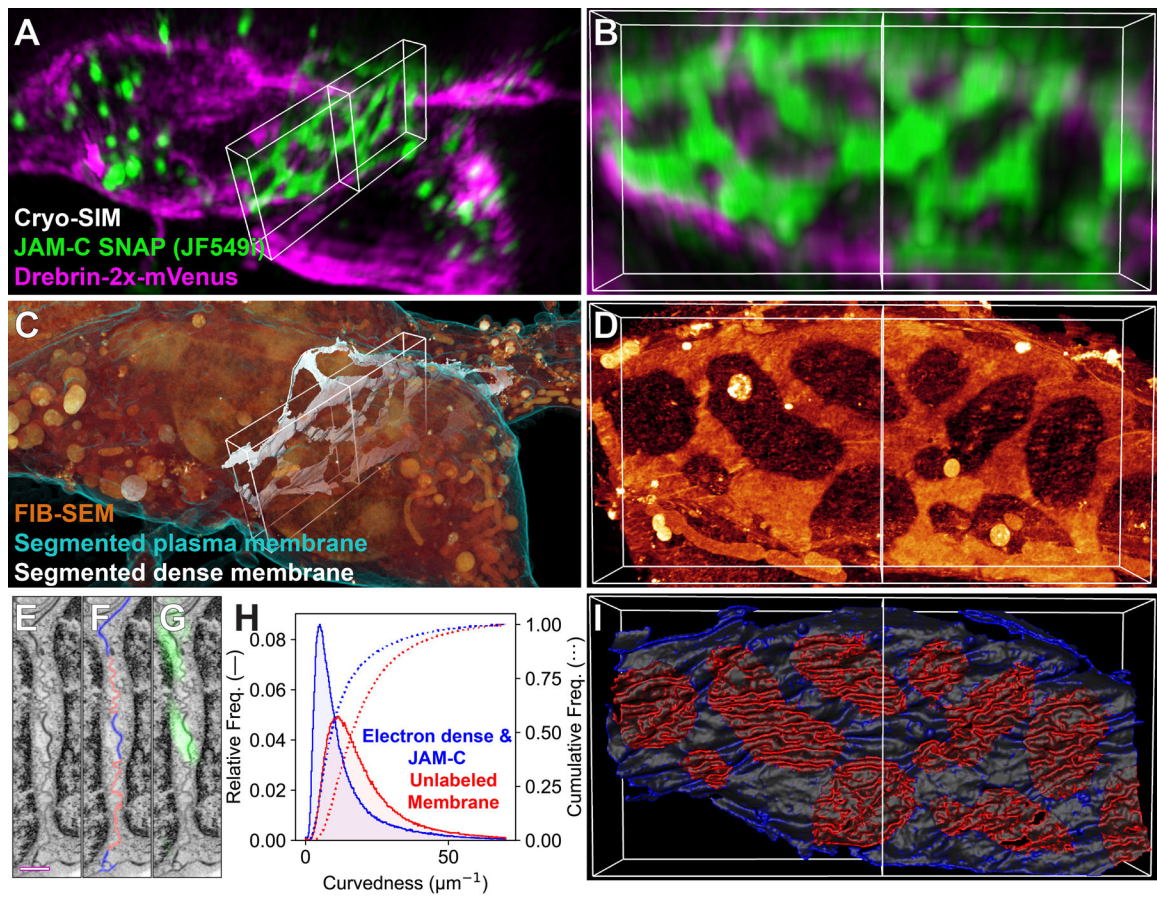 A
Cryo-SIM
JAM-C SNAP (JF549i)
Drebrin-2x-mVenus
B
C
FIB-SEM
Segmented plasma membrane
Segmented dense membrane
D
E
F
G
H
Relative Freq. (—)
0.08
0.06
0.04
0.02
0.00
0
50
Curvedness (µm⁻¹)
1.00
0.75
0.50
0.25
0.00
Cumulative Freq. (···)
Electron dense &
JAM-C
Unlabeled
Membrane
I